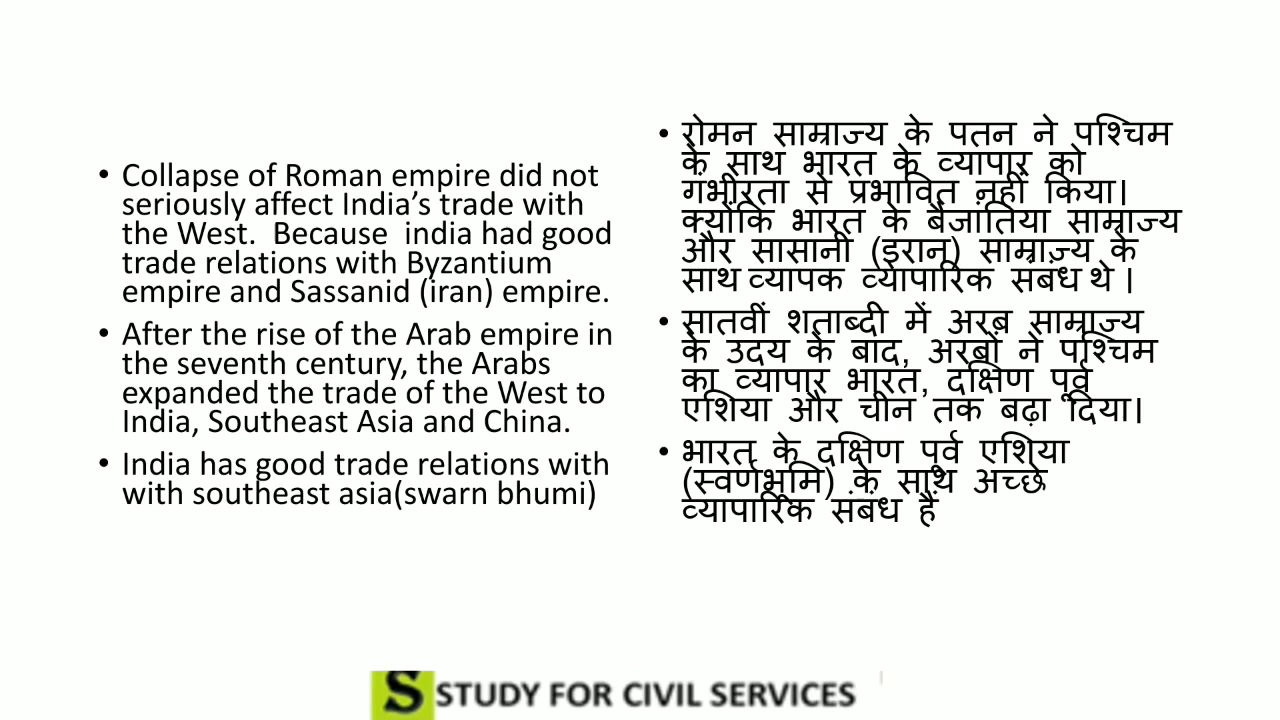 • Collapse of Roman empire did not
seriously affect India’s trade with
the West.  Because  india had good
trade relations with Byzantium
empire and Sassanid (iran) empire.
• After the rise of the Arab empire in
the seventh century, the Arabs
expanded the trade of the West to
India, Southeast Asia and China.
• India has good trade relations with
with southeast asia(swarn bhumi)
• रोमन साम्राज्य के पतन ने पश्चिम
के साथ भारत के व्यापार को
गंभीरता से प्रभावित नहीं किया।
क्योंकि भारत के बैजांतिया साम्राज्य
और सासानी (इरान) साम्राज्य के
साथ व्यापक व्यापारिक संबंध थे ।
• सातवीं शताब्दी में अरब साम्राज्य
के उदय के बाद, अरबों ने पश्चिम
का व्यापार भारत, दक्षिण पूर्व
एशिया और चीन तक बढ़ा दिया।
• भारत के दक्षिण पूर्व एशिया
(स्वर्णभूमि) के साथ अच्छे
व्यापारिक संबंध हैं
S STUDY FOR CIVIL SERVICES